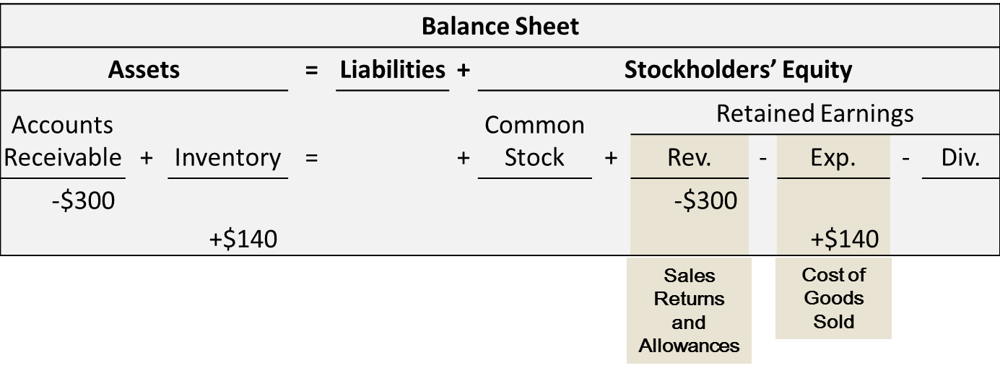 Balance Sheet
Assets = Liabilities + Stockholders’ Equity
Retained Earnings
Accounts
Receivable + Inventory = + Common
Stock + Rev. - Exp. - Div.
-$300 -$300
+$140 +$140
Sales
Returns
and
Allowances
Cost of
Goods
Sold